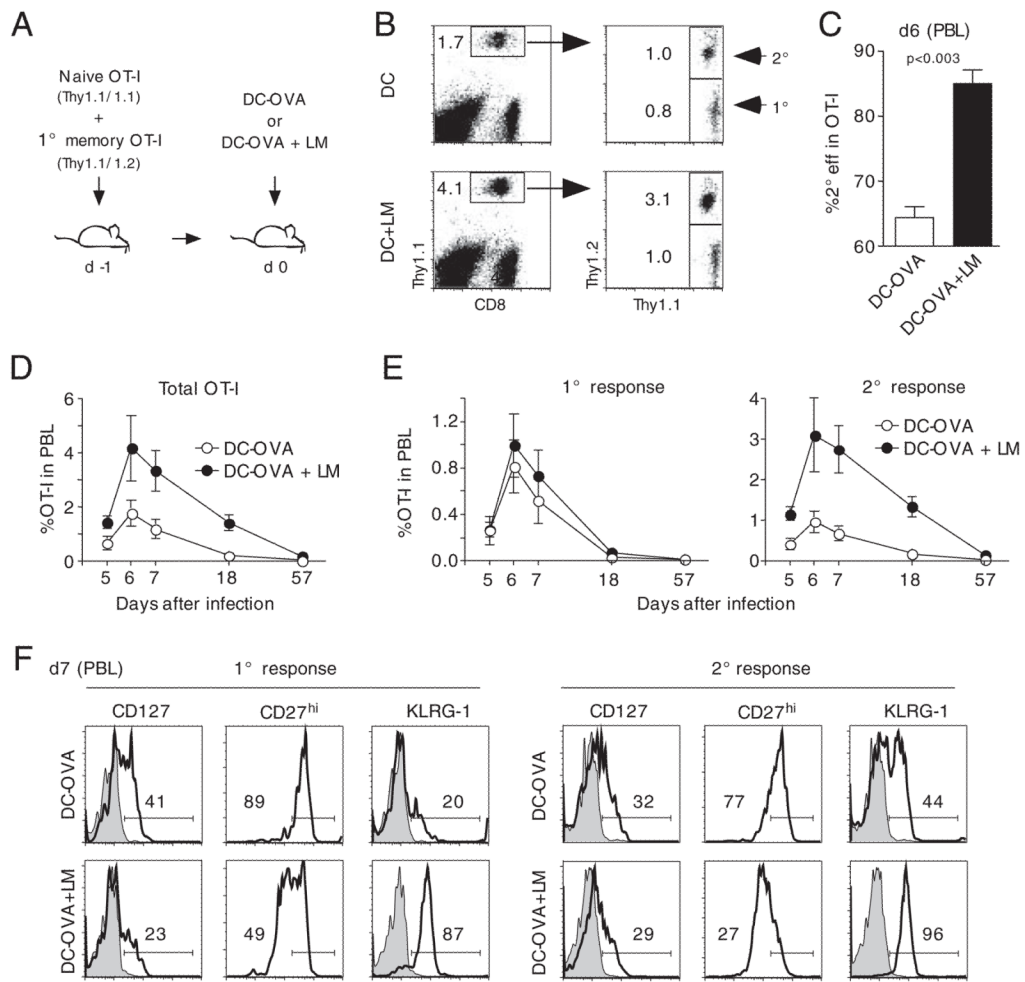 A
Naive OT-I
(Thy1.1/1.1)
+
1° memory OT-I
(Thy1.1/1.2)
DC-OVA
or
DC-OVA + LM
d -1
d 0
B
DC
1.7
1.0
0.8
2°
1°
DC+LM
4.1
3.1
1.0
Thy1.1
CD8
Thy1.2
Thy1.1
C
d6 (PBL)
p<0.003
%2° eff in OT-I
90
80
70
60
DC-OVA
DC-OVA+LM
D
Total OT-I
%OT-I in PBL
6
4
2
0
DC-OVA
DC-OVA + LM
5 6 7 18 57
Days after infection
E
1° response
%OT-I in PBL
1.2
0.8
0.4
0.0
5 6 7 18 57
2° response
4
3
2
1
0
DC-OVA
DC-OVA + LM
5 6 7 18 57
Days after infection
F
d7 (PBL)
1° response
2° response
CD127 CD27hi KLRG-1
CD127 CD27hi KLRG-1
DC-OVA
41 89 20
DC-OVA
32 77 44
DC-OVA+LM
23 49 87
DC-OVA+LM
29 27 96